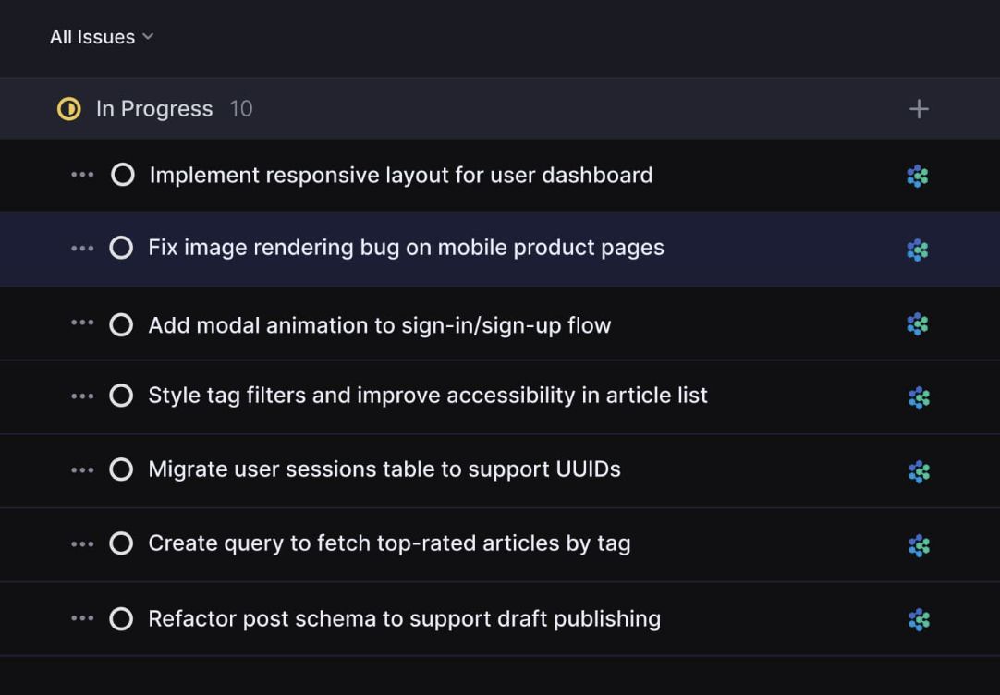 All Issues
In Progress 10
Implement responsive layout for user dashboard
Fix image rendering bug on mobile product pages
Add modal animation to sign-in/sign-up flow
Style tag filters and improve accessibility in article list
Migrate user sessions table to support UUIDs
Create query to fetch top-rated articles by tag
Refactor post schema to support draft publishing